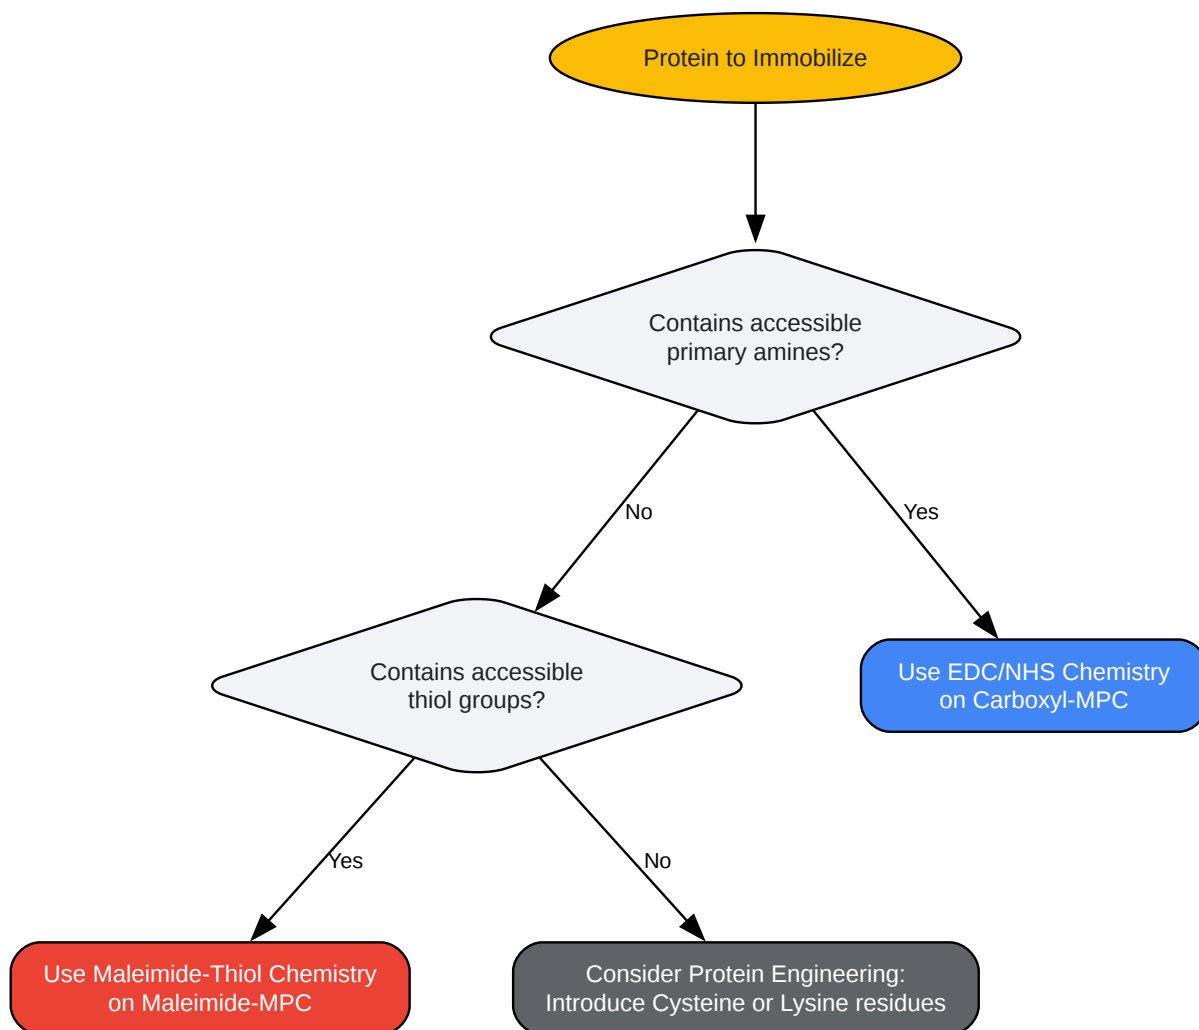 Protein to Immobilize
Contains accessible
primary amines?
No
Yes
Contains accessible
thiol groups?
Use EDC/NHS Chemistry
on Carboxyl-MPC
Yes
No
Use Maleimide-Thiol Chemistry
on Maleimide-MPC
Consider Protein Engineering:
Introduce Cysteine or Lysine residues